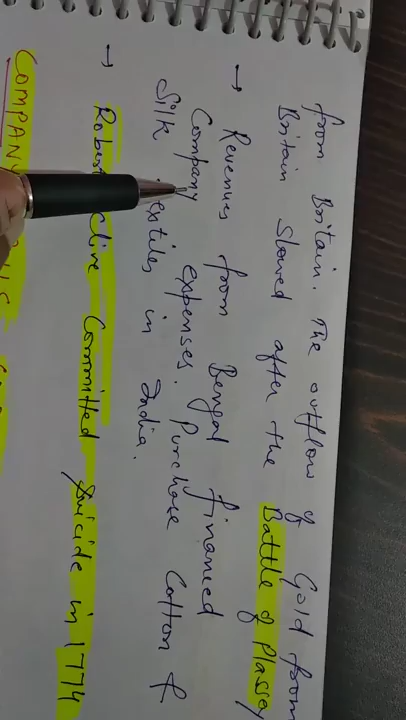 from Britain. The outflow of Gold from
Britain slowed after the Battle of Plassey
→ Revenues from Bengal financed
Company expenses. Purchase Cotton &
Silk textiles in India.
→ Robert Clive Committed Suicide in 1774
COMPANY